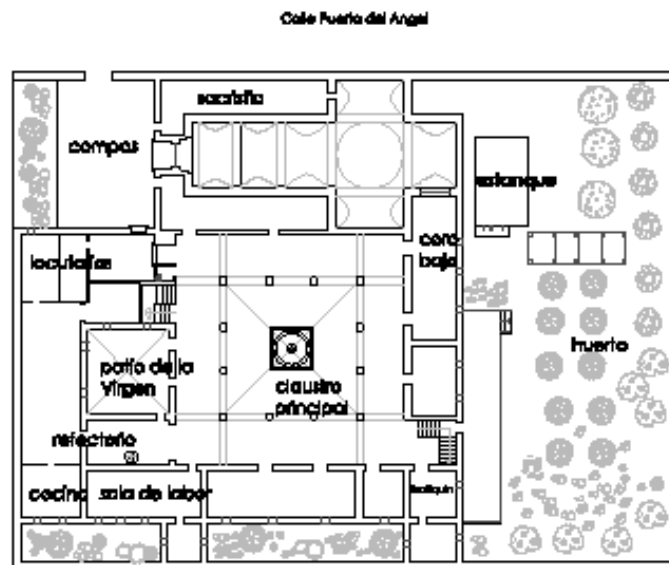 Calle Puerta del Angel
sacristia
compas
estanque
coro
bajo
locutorios
huerto
patio de la
Virgen
claustro
principal
refectorio
cocina
sala de labor